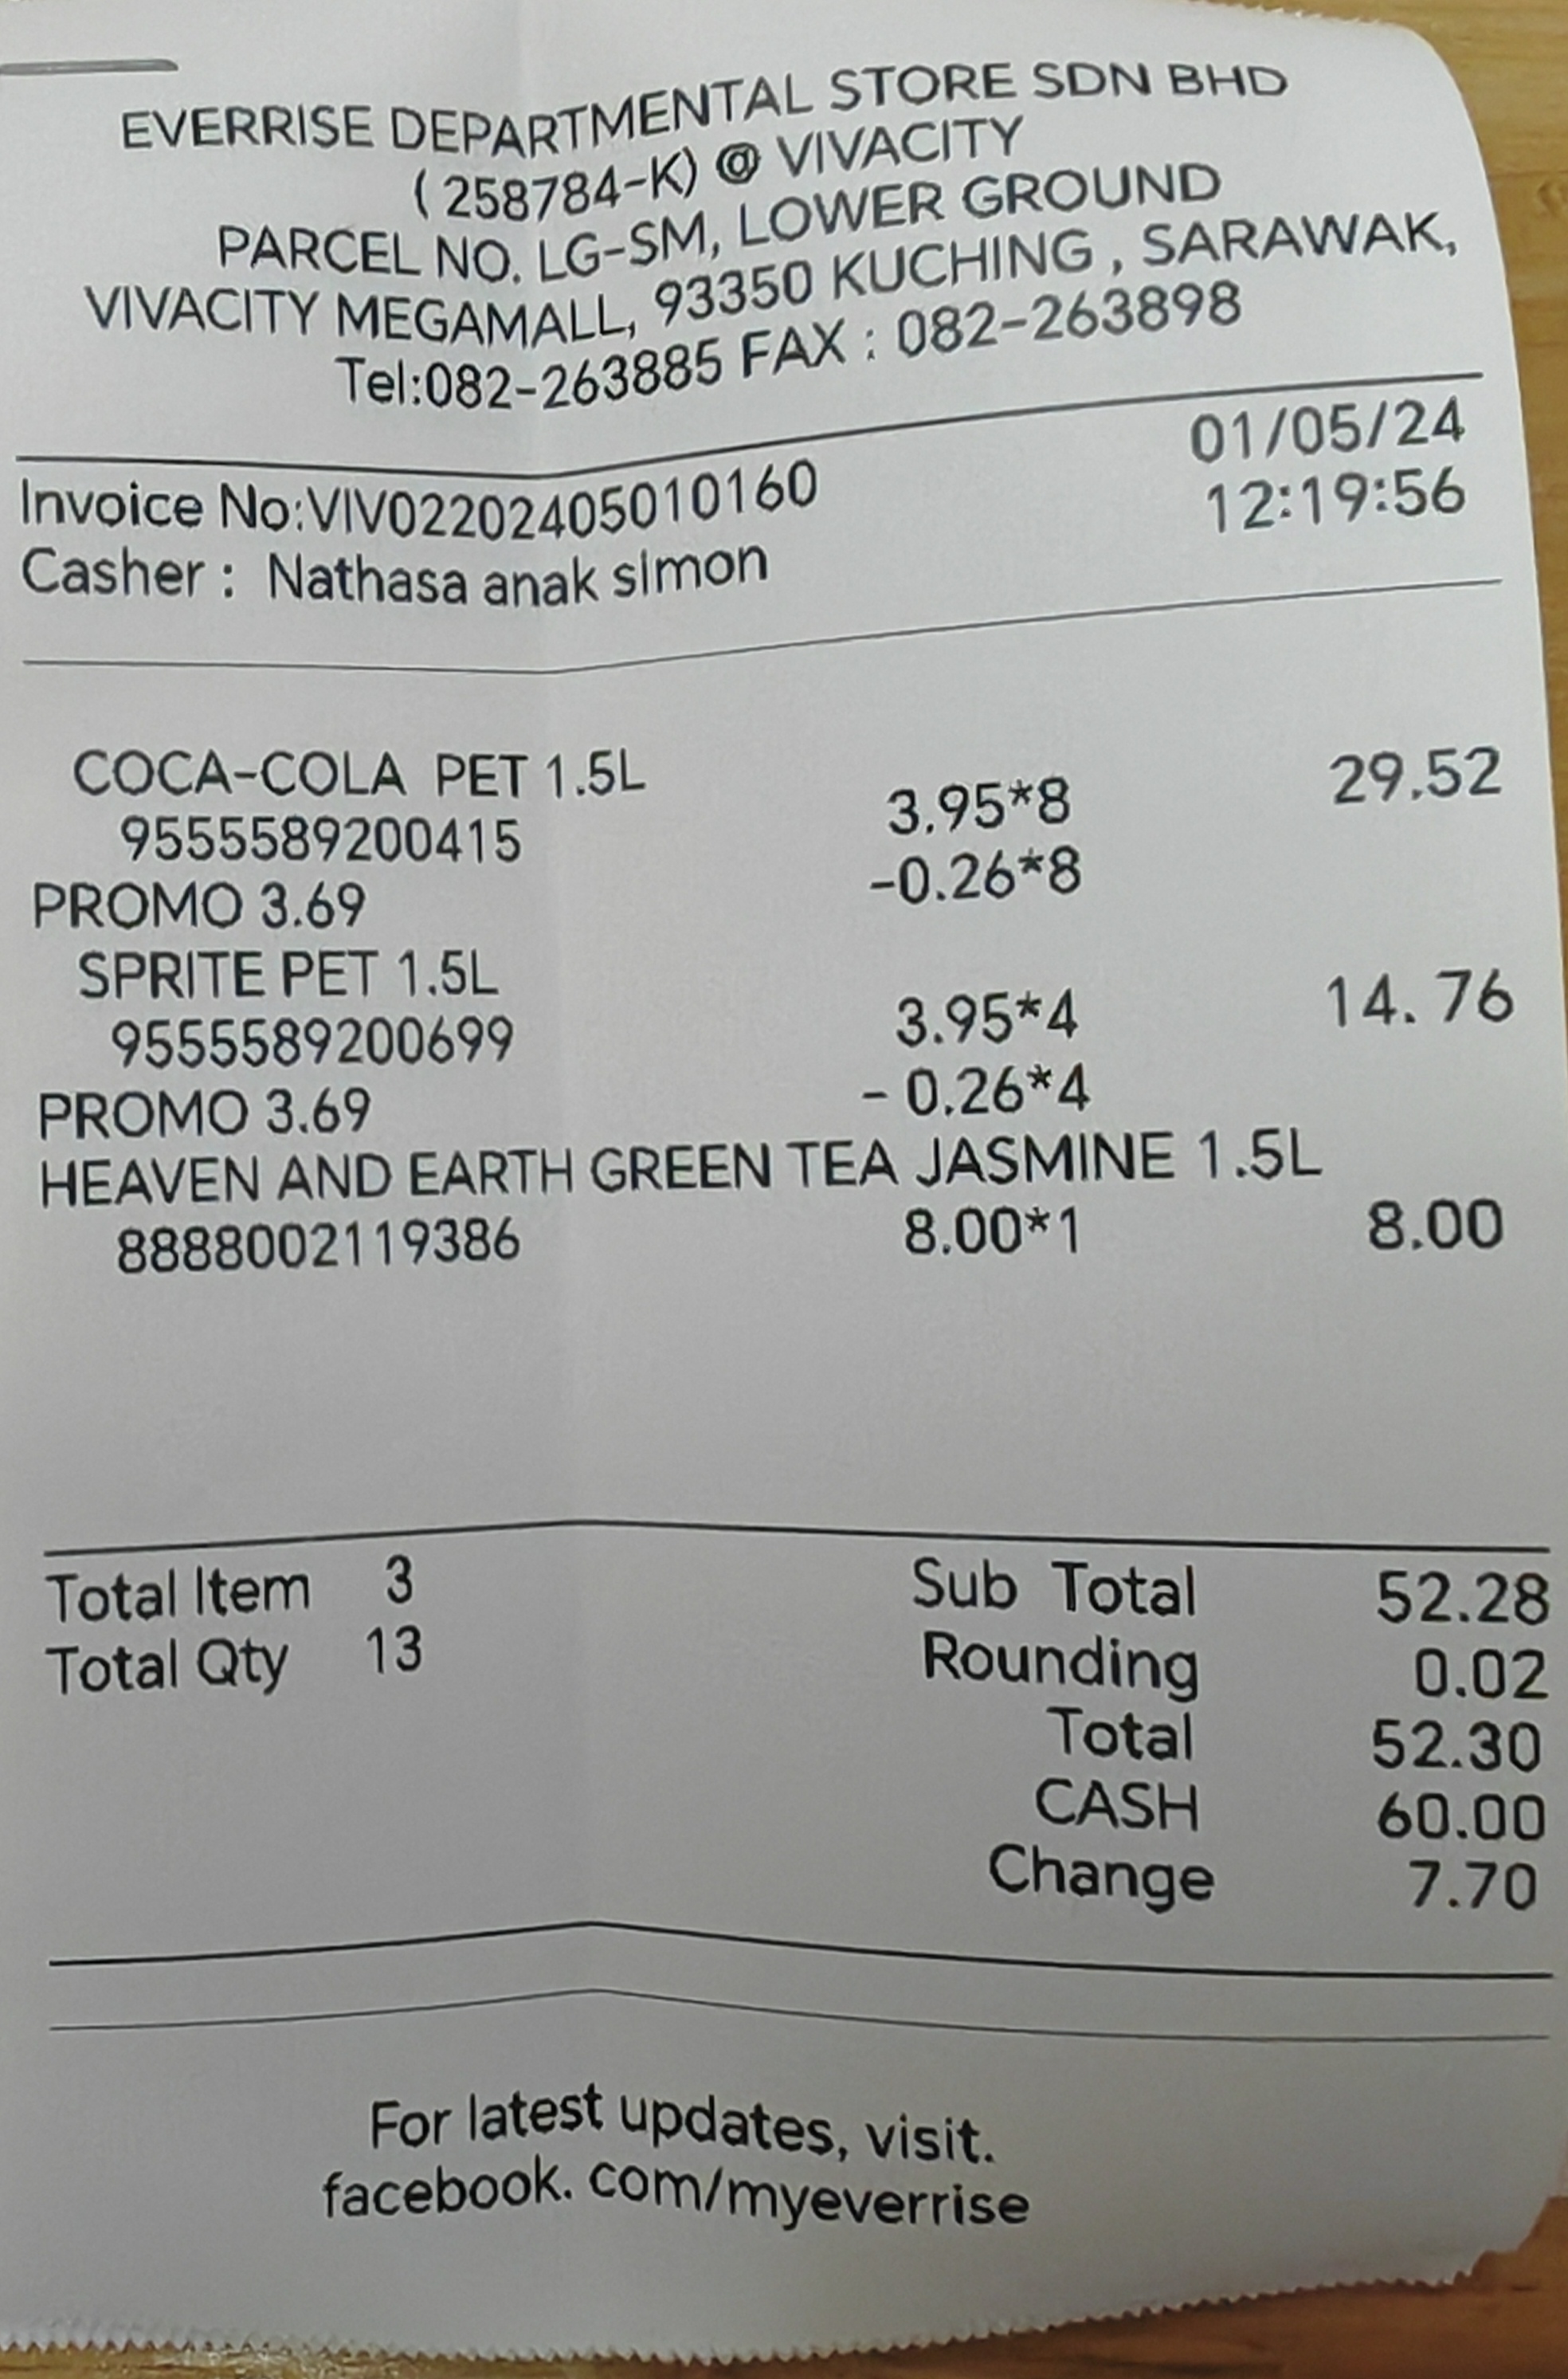 EVERRISE DEPARTMENTAL STORE SDN BHD
(258784-K) @ VIVACITY
PARCEL NO. LG-SM, LOWER GROUND
VIVACITY MEGAMALL, 93350 KUCHING , SARAWAK,
Tel:082-263885 FAX : 082-263898
01/05/24
Invoice No:VIV02202405010160 12:19:56
Casher : Nathasa anak slmon
COCA-COLA PET 1.5L 29.52
9555589200415 3.95*8
PROMO 3.69 -0.26*8
SPRITE PET 1.5L 14. 76
9555589200699 3.95*4
PROMO 3.69 - 0.26*4
HEAVEN AND EARTH GREEN TEA JASMINE 1.5L
8888002119386 8.00*1 8.00
Total Item 3 Sub Total 52.28
Total Qty 13 Rounding 0.02
Total 52.30
CASH 60.00
Change 7.70
For latest updates, visit.
facebook. com/myeverrise